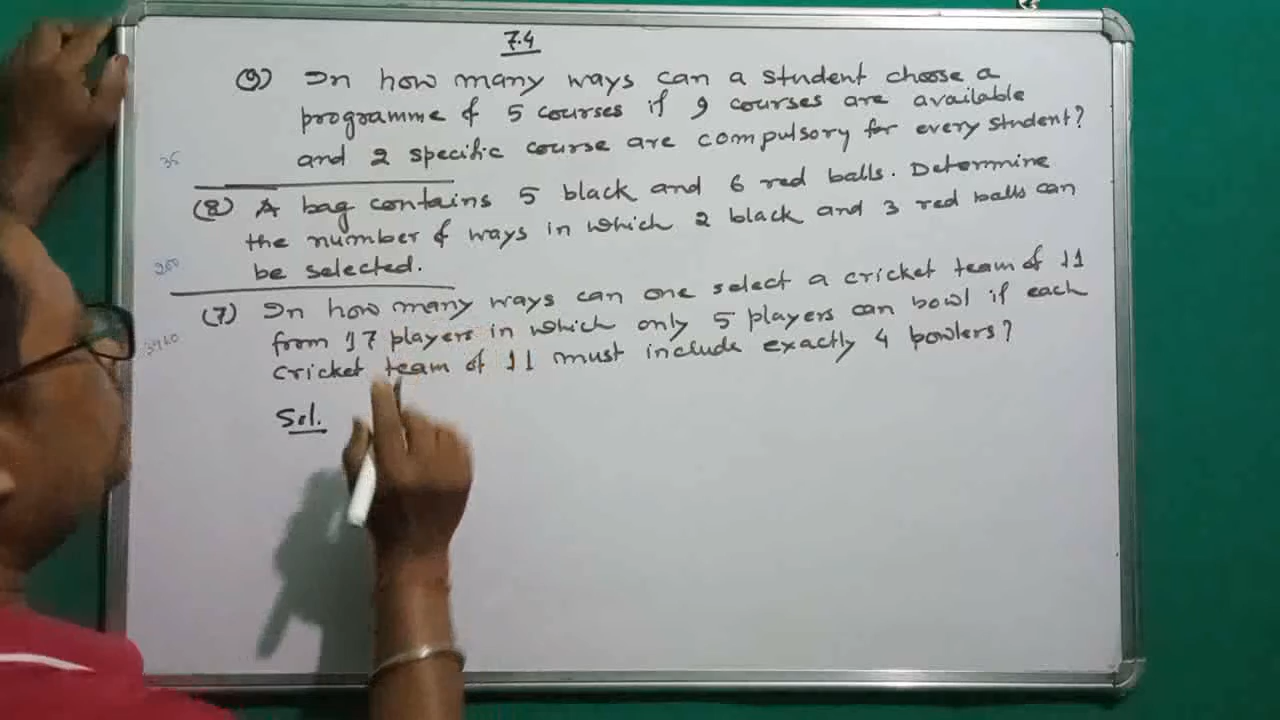 7.4
(9) In how many ways can a student choose a
programme of 5 courses if 9 courses are available
and 2 specific course are compulsory for every student?
35
(8) A bag contains 5 black and 6 red balls. Determine
the number of ways in which 2 black and 3 red balls can
be selected.
200
(7) In how many ways can one select a cricket team of 11
from 17 players in which only 5 players can bowl if each
cricket team of 11 must include exactly 4 bowlers?
3960
Sol.